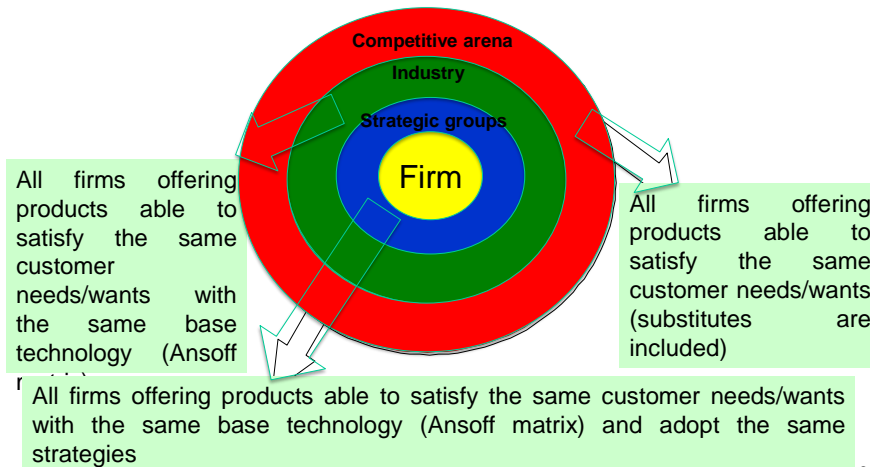 Competitive arena
Industry
Strategic groups
Firm
All firms offering
products able to
satisfy the same
customer
needs/wants with
the same base
technology (Ansoff
All firms offering
products able to
satisfy the same
customer needs/wants
(substitutes are
included)
All firms offering products able to satisfy the same customer needs/wants
with the same base technology (Ansoff matrix) and adopt the same
strategies